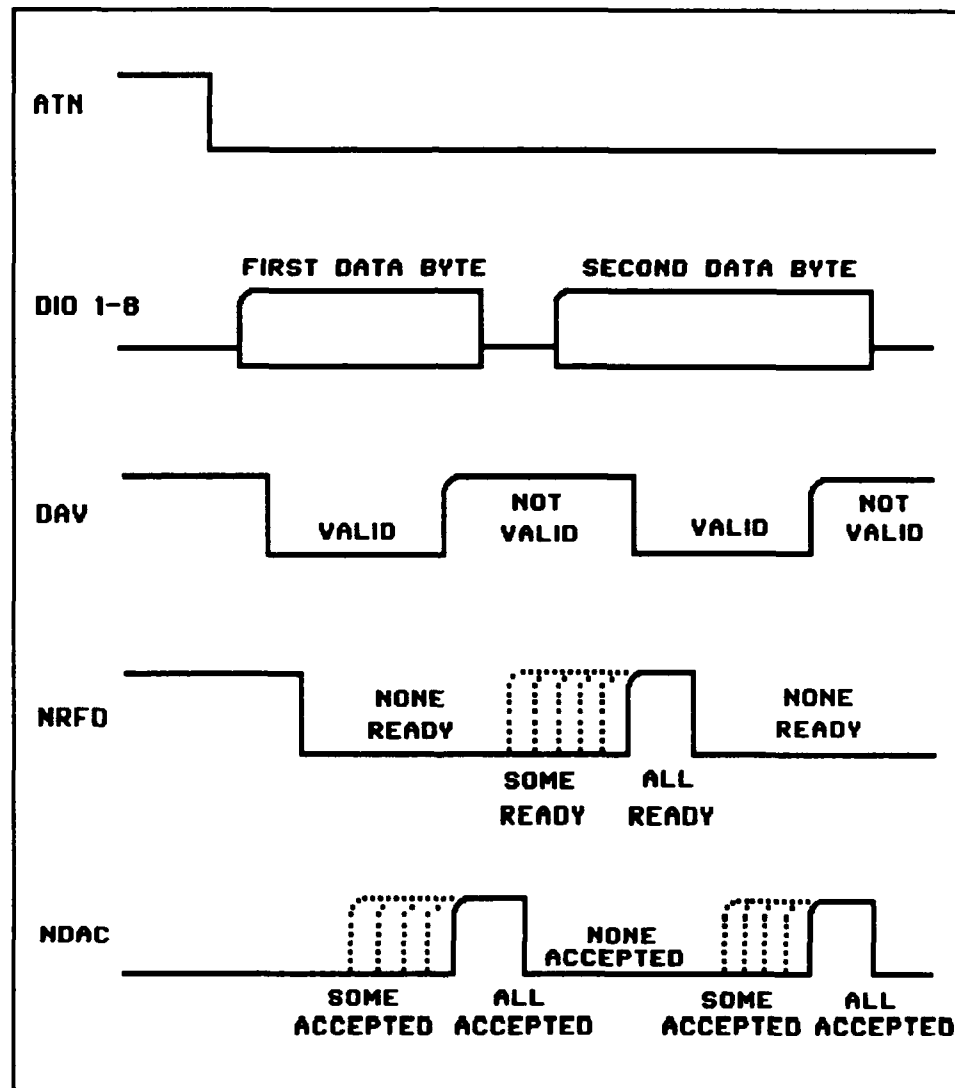 ATN
FIRST DATA BYTE
SECOND DATA BYTE
DIO 1-8
DAV
VALID
NOT
VALID
VALID
NOT
VALID
NRFD
NONE
READY
SOME
READY
ALL
READY
NONE
READY
NDAC
SOME
ACCEPTED
ALL
ACCEPTED
NONE
ACCEPTED
SOME
ACCEPTED
ALL
ACCEPTED